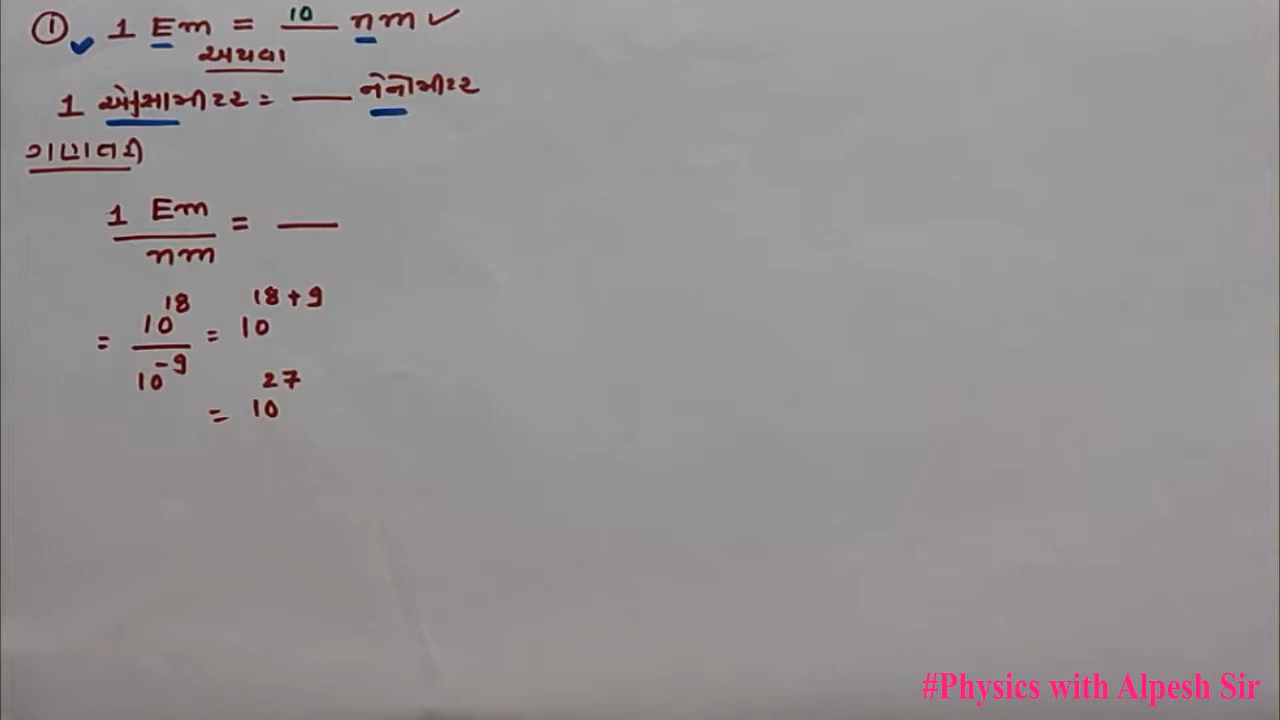 ① 1 Em = 10 nm ✓
અથવા
1 એક્સામીટર = ___ નેનોમીટર
ગણતરી
1 Em / nm = ___
= 10^18 / 10^-9 = 10^18+9
= 10^27
#Physics with Alpesh Sir